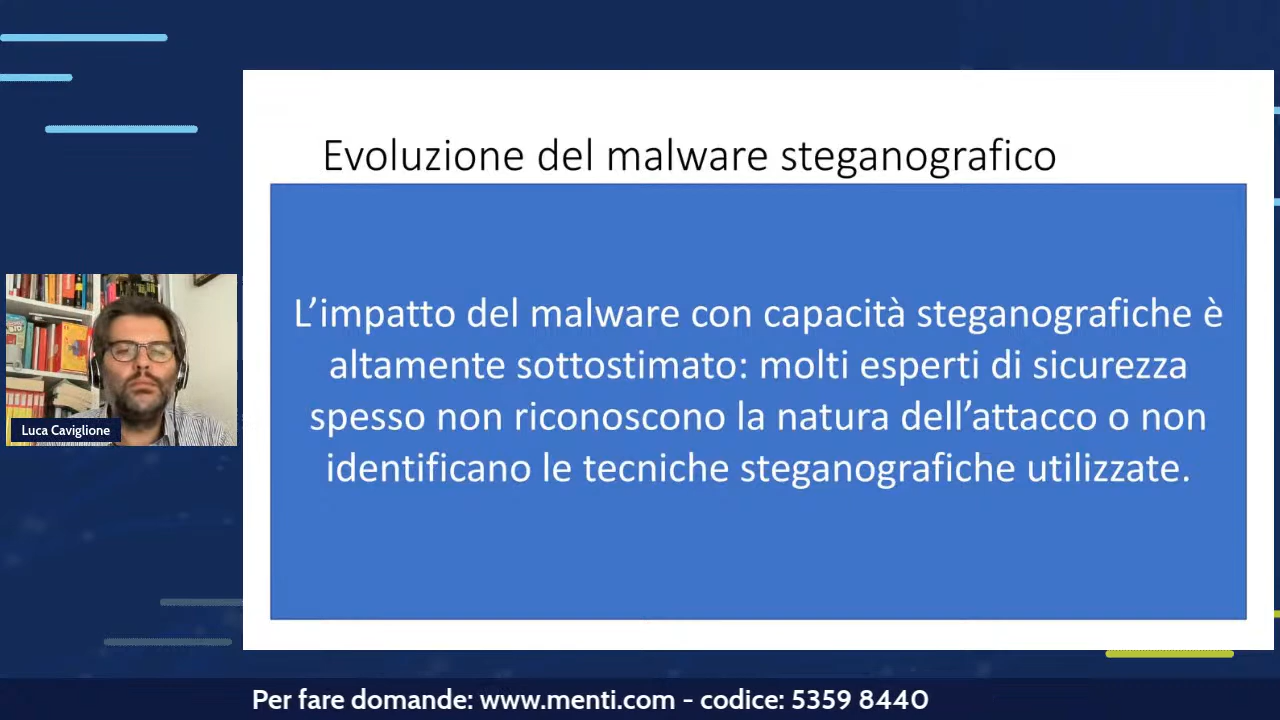 Evoluzione del malware steganografico
L’impatto del malware con capacità steganografiche è
altamente sottostimato: molti esperti di sicurezza
spesso non riconoscono la natura dell’attacco o non
identificano le tecniche steganografiche utilizzate.
Luca Caviglione
Per fare domande: www.menti.com - codice: 5359 8440